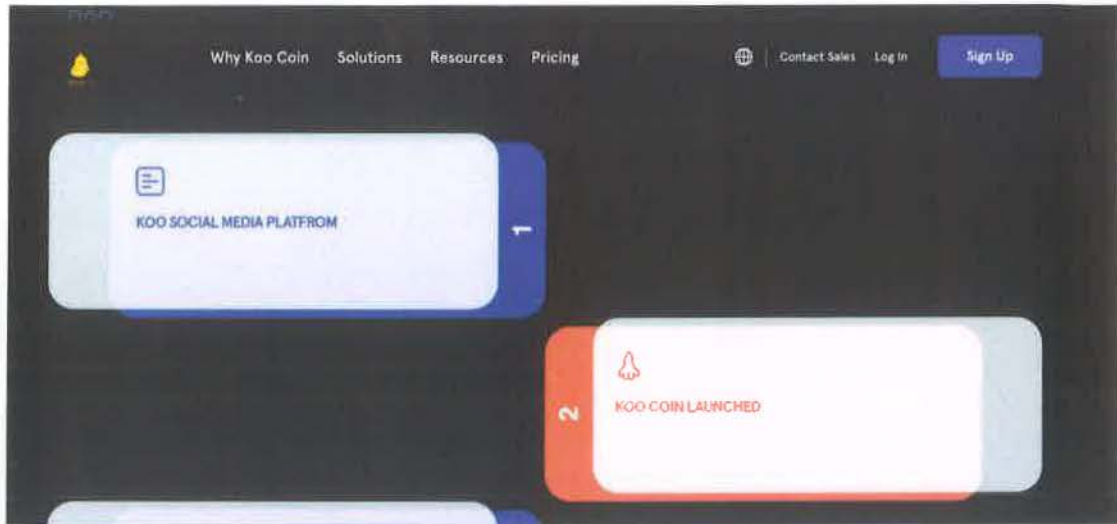 Why Koo Coin Solutions Resources Pricing Contact Sales Log In Sign Up
KOO SOCIAL MEDIA PLATFROM
1
2
KOO COIN LAUNCHED